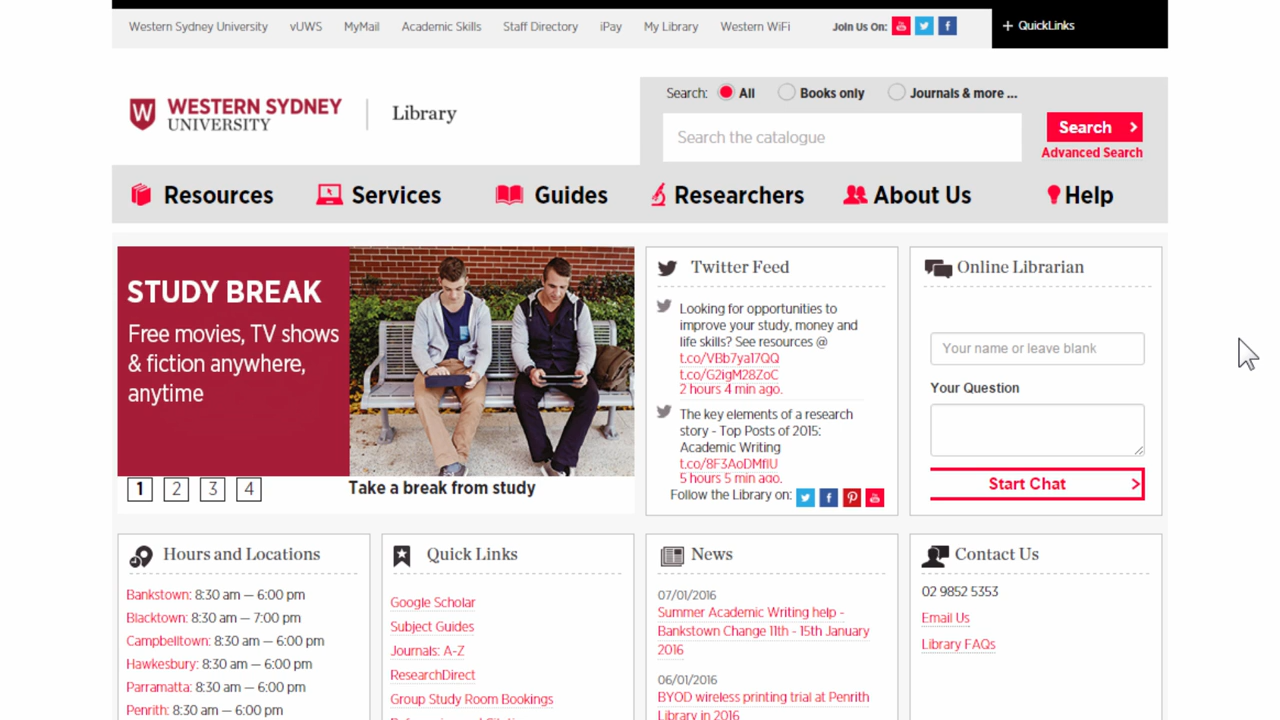 Western Sydney University vUWS MyMail Academic Skills Staff Directory iPay My Library Western WiFi Join Us On: + QuickLinks
Search: All Books only Journals & more ...
WESTERN SYDNEY
UNIVERSITY
Library
Search the catalogue
Search
Advanced Search
Resources Services Guides Researchers About Us Help
STUDY BREAK
Free movies, TV shows
& fiction anywhere,
anytime
1 2 3 4
Take a break from study
Twitter Feed
Looking for opportunities to
improve your study, money and
life skills? See resources @
t.co/VBb7ya17QQ
t.co/G2igM28ZoC
2 hours 4 min ago.
The key elements of a research
story - Top Posts of 2015:
Academic Writing
t.co/8F3AoDMfIU
5 hours 5 min ago.
Follow the Library on:
Online Librarian
Your name or leave blank
Your Question
Start Chat
Hours and Locations
Bankstown: 8:30 am — 6:00 pm
Blacktown: 8:30 am — 7:00 pm
Campbelltown: 8:30 am — 6:00 pm
Hawkesbury: 8:30 am — 6:00 pm
Parramatta: 8:30 am — 6:00 pm
Penrith: 8:30 am — 6:00 pm
Quick Links
Google Scholar
Subject Guides
Journals: A-Z
ResearchDirect
Group Study Room Bookings
News
07/01/2016
Summer Academic Writing help -
Bankstown Change 11th - 15th January
2016
06/01/2016
BYOD wireless printing trial at Penrith
Library in 2016
Contact Us
02 9852 5353
Email Us
Library FAQs